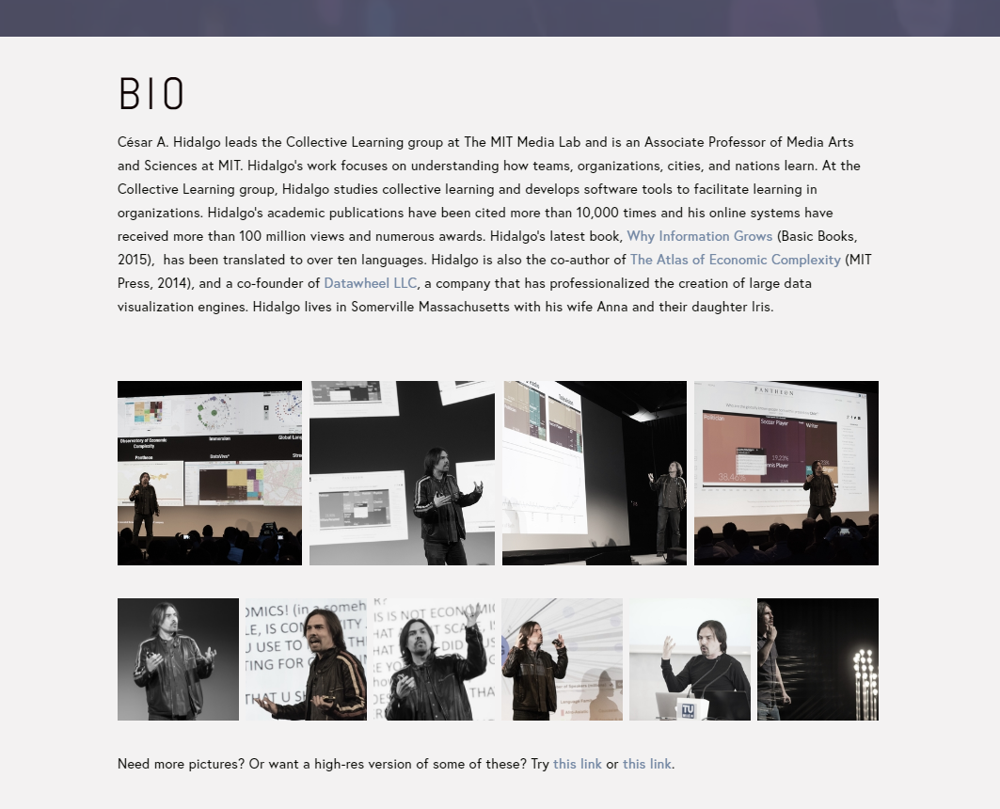 BIO
César A. Hidalgo leads the Collective Learning group at The MIT Media Lab and is an Associate Professor of Media Arts
and Sciences at MIT. Hidalgo's work focuses on understanding how teams, organizations, cities, and nations learn. At the
Collective Learning group, Hidalgo studies collective learning and develops software tools to facilitate learning in
organizations. Hidalgo's academic publications have been cited more than 10,000 times and his online systems have
received more than 100 million views and numerous awards. Hidalgo's latest book, Why Information Grows (Basic Books,
2015),  has been translated to over ten languages. Hidalgo is also the co-author of The Atlas of Economic Complexity (MIT
Press, 2014), and a co-founder of Datawheel LLC, a company that has professionalized the creation of large data
visualization engines. Hidalgo lives in Somerville Massachusetts with his wife Anna and their daughter Iris.
Observatory of Economic
Complexity
Immersion
Global Lang
Pantheon
DataViva
PANTHEON
Politician
Soccer Player
Writer
19.23%
Tennis Player
38.46%
OMICS! (in a someh
LE, IS COM
ITY
U USE TO
TH
TING FOR
THAT U SH
IS IS NOT ECONOMI
HAT
SCA
DID
US
THA
TU
Need more pictures? Or want a high-res version of some of these? Try this link or this link.